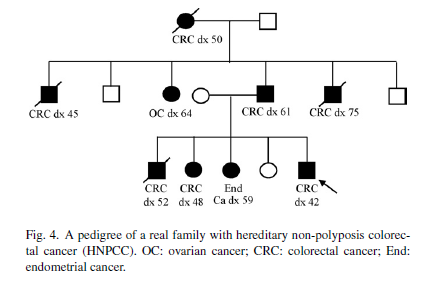 CRC dx 50
CRC dx 45
OC dx 64
CRC dx 61
CRC dx 75
CRC CRC End CRC
dx 52 dx 48 Ca dx 59 dx 42
Fig. 4. A pedigree of a real family with hereditary non-polyposis colorec-
tal cancer (HNPCC). OC: ovarian cancer; CRC: colorectal cancer; End:
endometrial cancer.